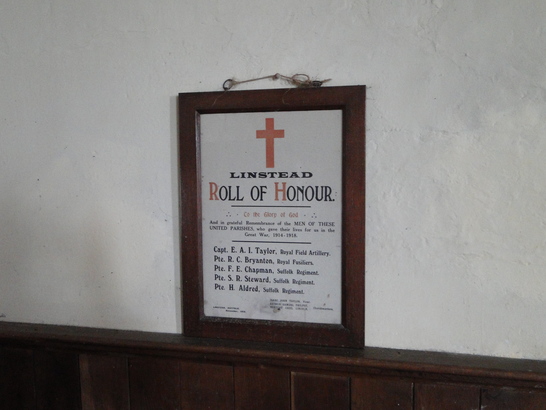 LINSTEAD
ROLL OF HONOUR.
To the Glory of God
And in grateful Remembrance of the MEN OF THESE
UNITED PARISHES, who gave their lives for us in the
Great War, 1914-1918.
Capt. E. A. I. Taylor, Royal Field Artillery.
Pte. R. C. Bryanton, Royal Fusiliers.
Pte. F. E. Chapman, Suffolk Regiment.
Pte. S. R. Steward, Suffolk Regiment.
Pte. H. Aldred, Suffolk Regiment.